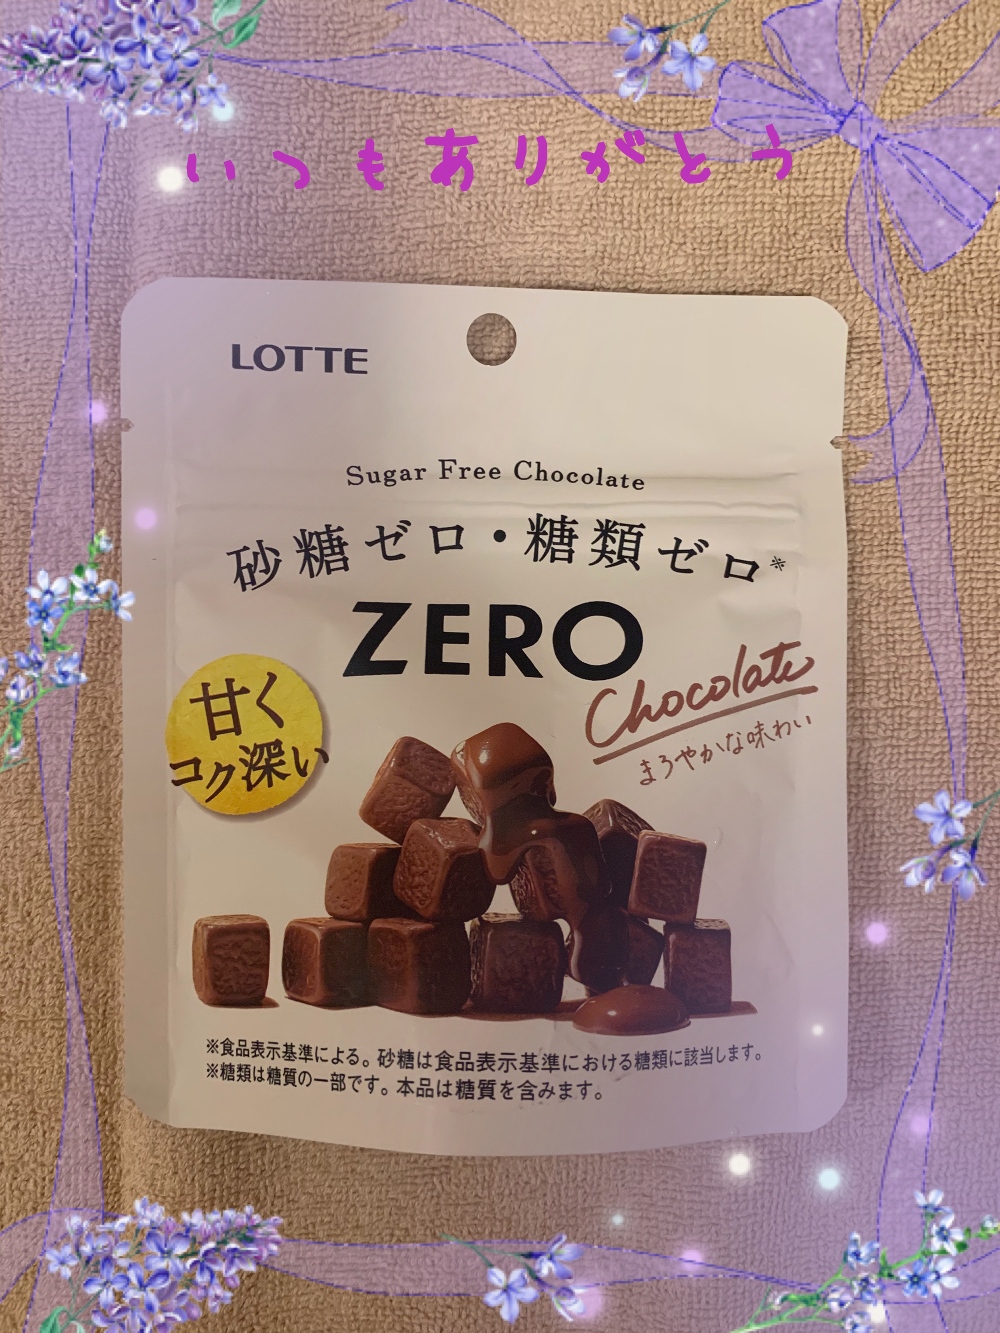 いつもありがとう
LOTTE
Sugar Free Chocolate
砂糖ゼロ・糖類ゼロ※
ZERO
Chocolate
まろやかな味わい
甘く
コク深い
※食品表示基準による。砂糖は食品表示基準における糖類に該当します。
※糖類は糖質の一部です。本品は糖質を含みます。